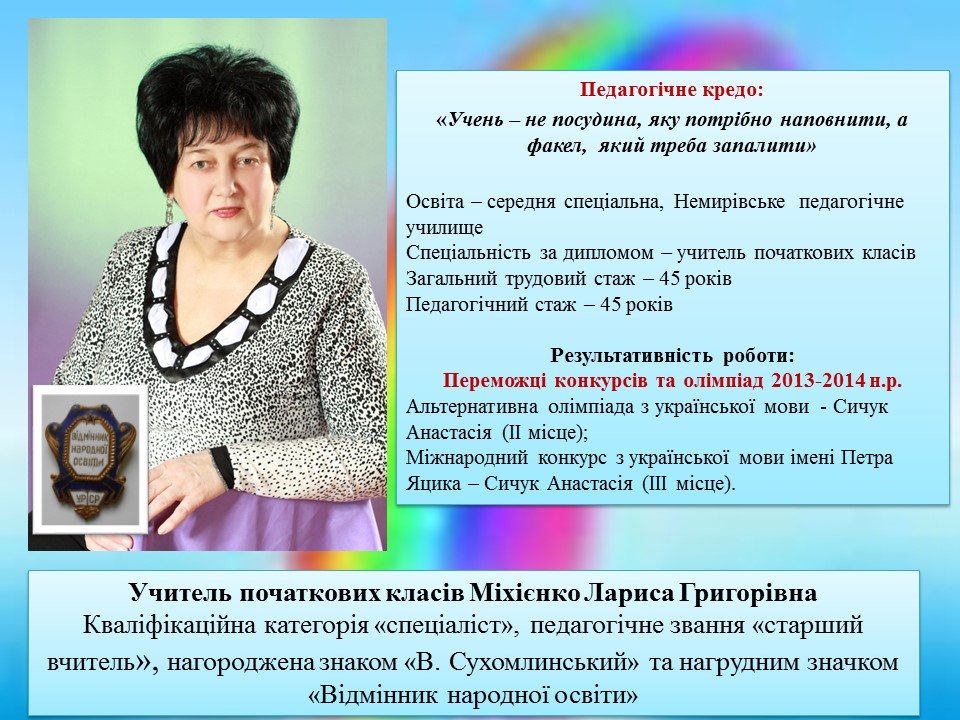 Педагогічне кредо:
«Учень – не посудина, яку потрібно наповнити, а
факел, який треба запалити»
Освіта – середня спеціальна, Немирівське педагогічне
училище
Спеціальність за дипломом – учитель початкових класів
Загальний трудовий стаж – 45 років
Педагогічний стаж – 45 років
Результативність роботи:
Переможці конкурсів та олімпіад 2013-2014 н.р.
Альтернативна олімпіада з української мови - Сичук
Анастасія (ІІ місце);
Міжнародний конкурс з української мови імені Петра
Яцика – Сичук Анастасія (ІІІ місце).
ВІДМІННИК
НАРОДНОЇ
ОСВІТИ
УРСР
Учитель початкових класів Міхієнко Лариса Григорівна
Кваліфікаційна категорія «спеціаліст», педагогічне звання «старший
вчитель», нагороджена знаком «В. Сухомлинський» та нагрудним значком
«Відмінник народної освіти»